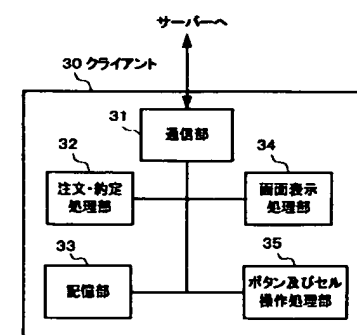 サーバーへ
30 クライアント
31
通信部
32
注文・約定
処理部
34
画面表示
処理部
33
記憶部
35
ボタン及びセル
操作処理部